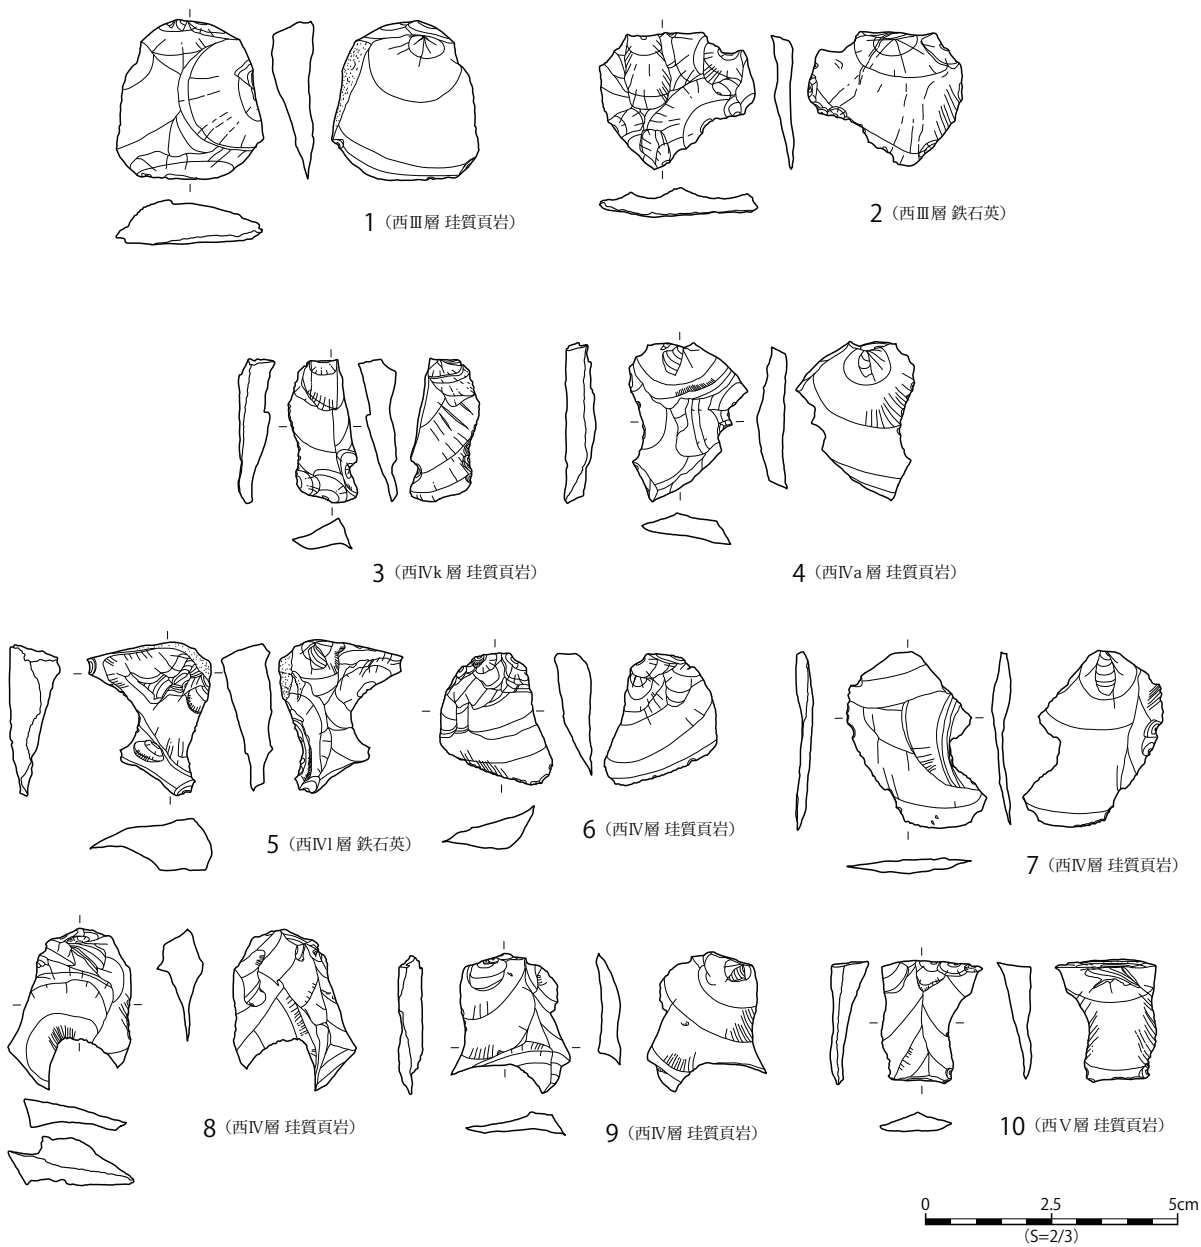 1（西Ⅲ層 珪質頁岩）
2（西Ⅲ層 鉄石英）
3（西Ⅳk 層 珪質頁岩）
4（西Ⅳa 層 珪質頁岩）
5（西Ⅳl 層 鉄石英）
6（西Ⅳ層 珪質頁岩）
7（西Ⅳ層 珪質頁岩）
8（西Ⅳ層 珪質頁岩）
9（西Ⅳ層 珪質頁岩）
10（西Ⅴ層 珪質頁岩）
0 2.5 5cm
（S=2/3）